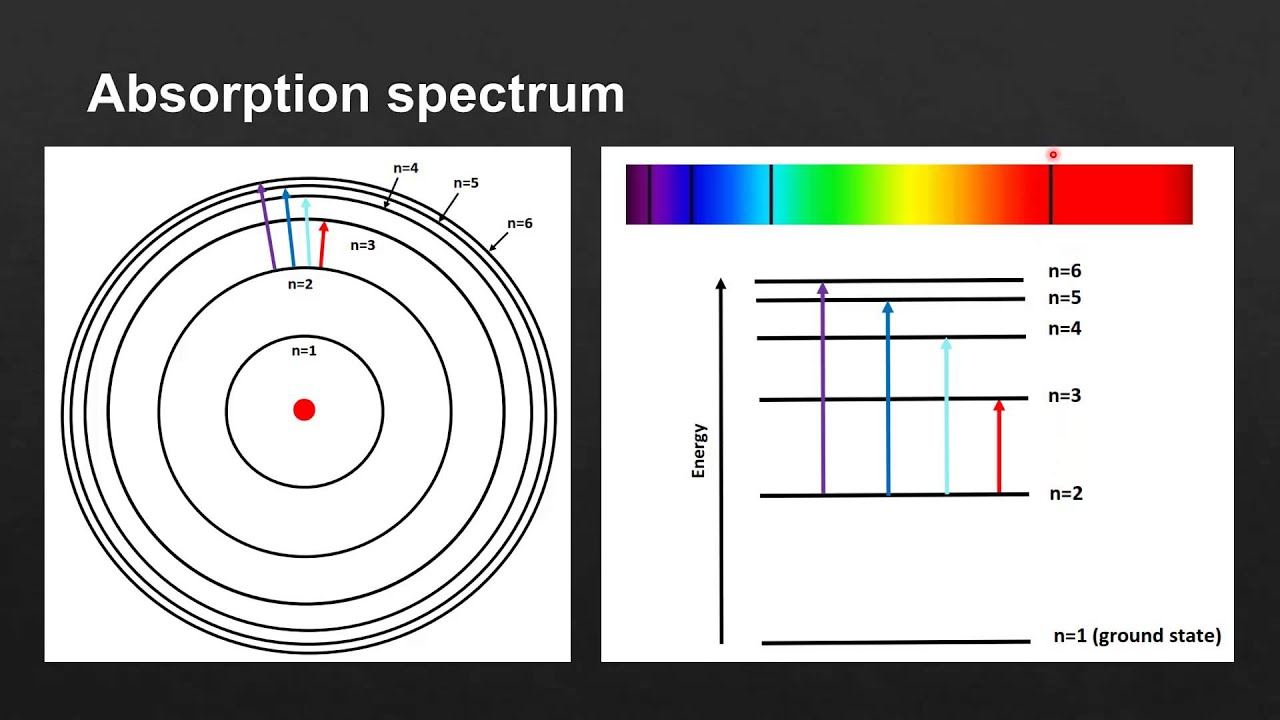 Absorption spectrum
n=4
n=5
n=6
n=3
n=2
n=1
n=6
n=5
n=4
n=3
Energy
n=2
n=1 (ground state)